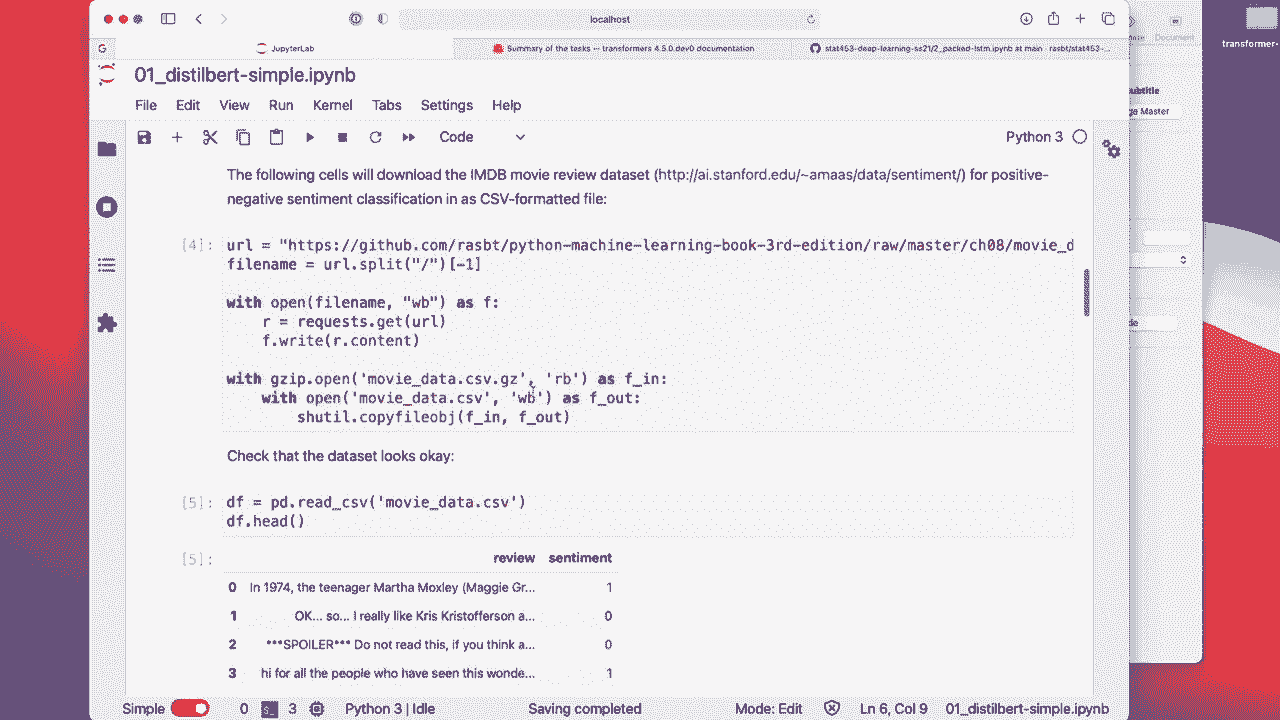 localhost
JupyterLab
Summary of the tasks — transformers 4.5.0.dev0 documentation
stat453-deep-learning-ss21/2_packed-lstm.ipynb at main · rasbt/stat453-...
Document
transformer-
01_distilbert-simple.ipynb
ubtitle
Master
File Edit View Run Kernel Tabs Settings Help
Code
Python 3
The following cells will download the IMDB movie review dataset (http://ai.stanford.edu/~amaas/data/sentiment/) for positive-
negative sentiment classification in as CSV-formatted file:
[4]: url = "https://github.com/rasbt/python-machine-learning-book-3rd-edition/raw/master/ch08/movie_d
filename = url.split("/")[-1]
with open(filename, "wb") as f:
r = requests.get(url)
f.write(r.content)
with gzip.open('movie_data.csv.gz', 'rb') as f_in:
with open('movie_data.csv', 'wb') as f_out:
shutil.copyfileobj(f_in, f_out)
Check that the dataset looks okay:
[5]: df = pd.read_csv('movie_data.csv')
df.head()
[5]: review sentiment
0 In 1974, the teenager Martha Moxley (Maggie Gr... 1
1 OK... so... I really like Kris Kristofferson a... 0
2 ***SPOILER*** Do not read this, if you think a... 0
3 hi for all the people who have seen this wonde... 1
Simple 0 3 Python 3 | Idle Saving completed Mode: Edit Ln 6, Col 9 01_distilbert-simple.ipynb